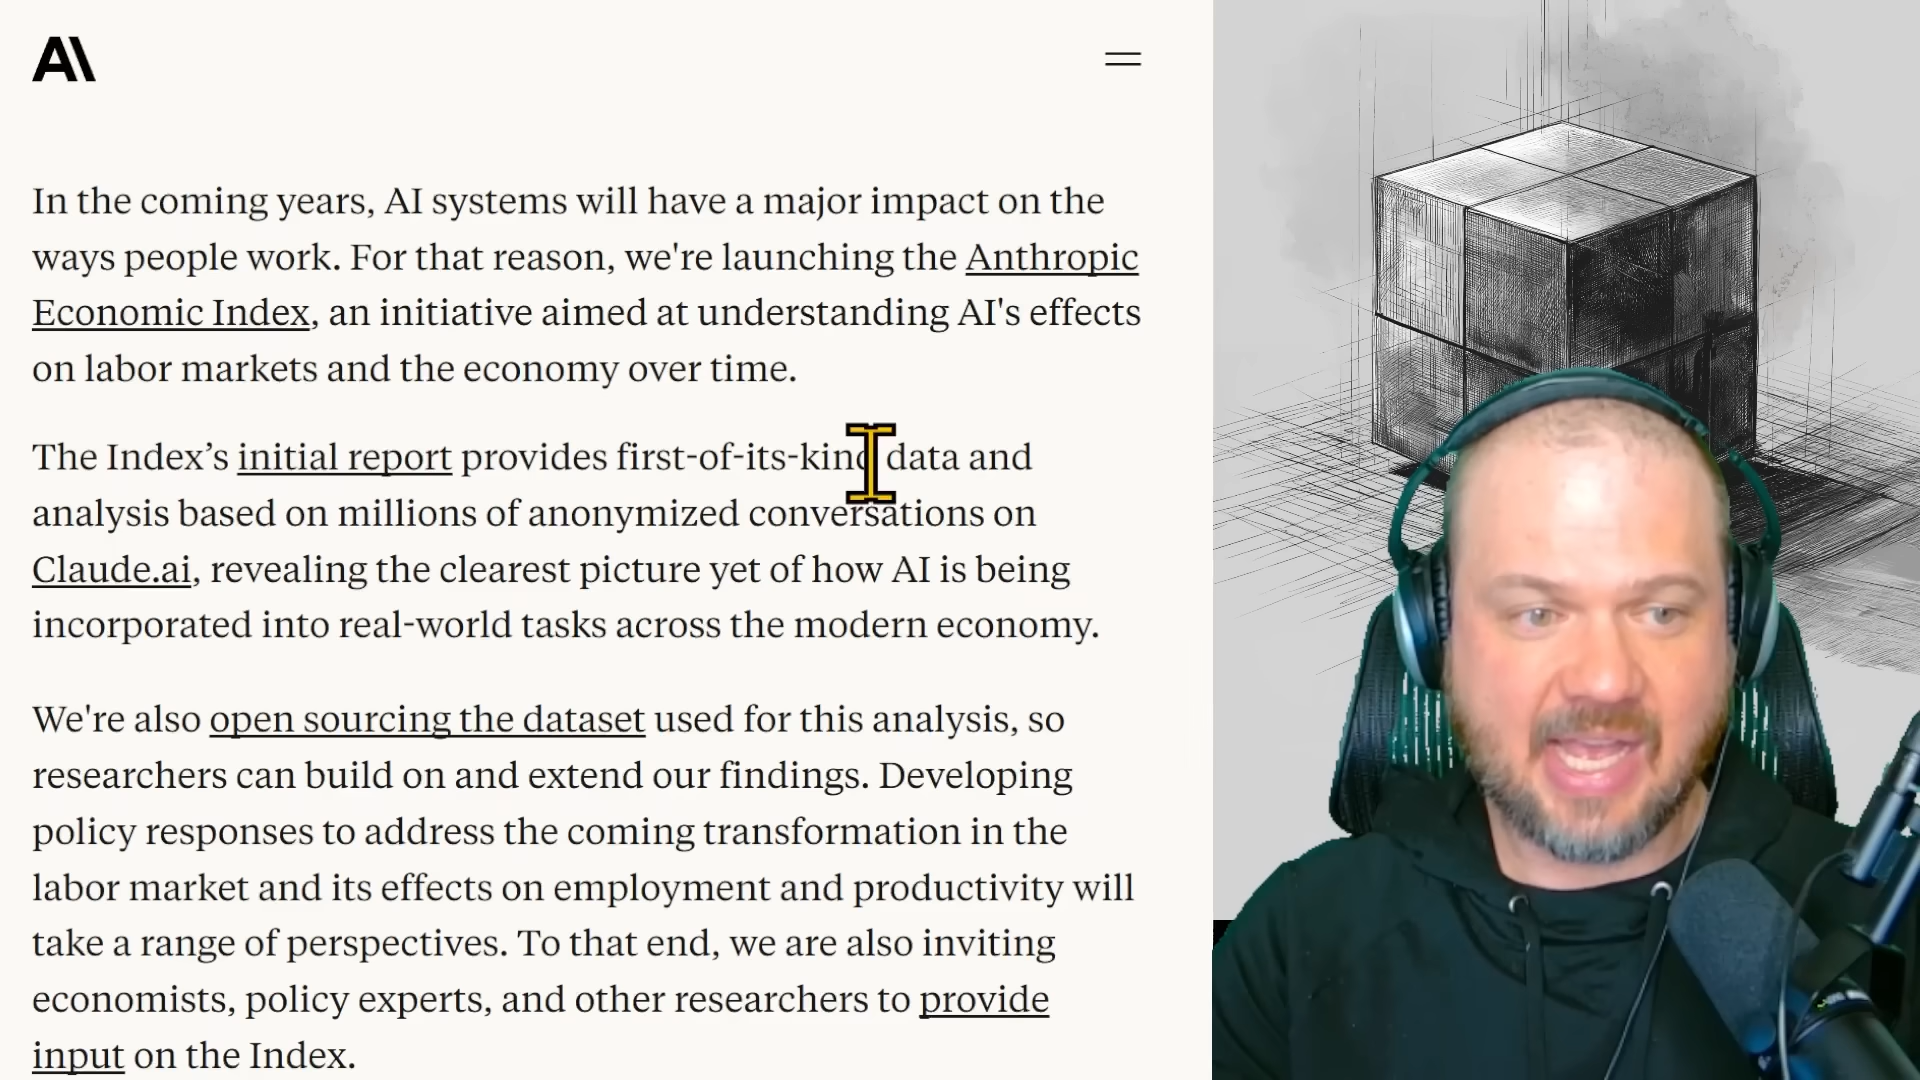 A\
In the coming years, AI systems will have a major impact on the
ways people work. For that reason, we're launching the Anthropic
Economic Index, an initiative aimed at understanding AI's effects
on labor markets and the economy over time.
The Index’s initial report provides first-of-its-kind data and
analysis based on millions of anonymized conversations on
Claude.ai, revealing the clearest picture yet of how AI is being
incorporated into real-world tasks across the modern economy.
We're also open sourcing the dataset used for this analysis, so
researchers can build on and extend our findings. Developing
policy responses to address the coming transformation in the
labor market and its effects on employment and productivity will
take a range of perspectives. To that end, we are also inviting
economists, policy experts, and other researchers to provide
input on the Index.